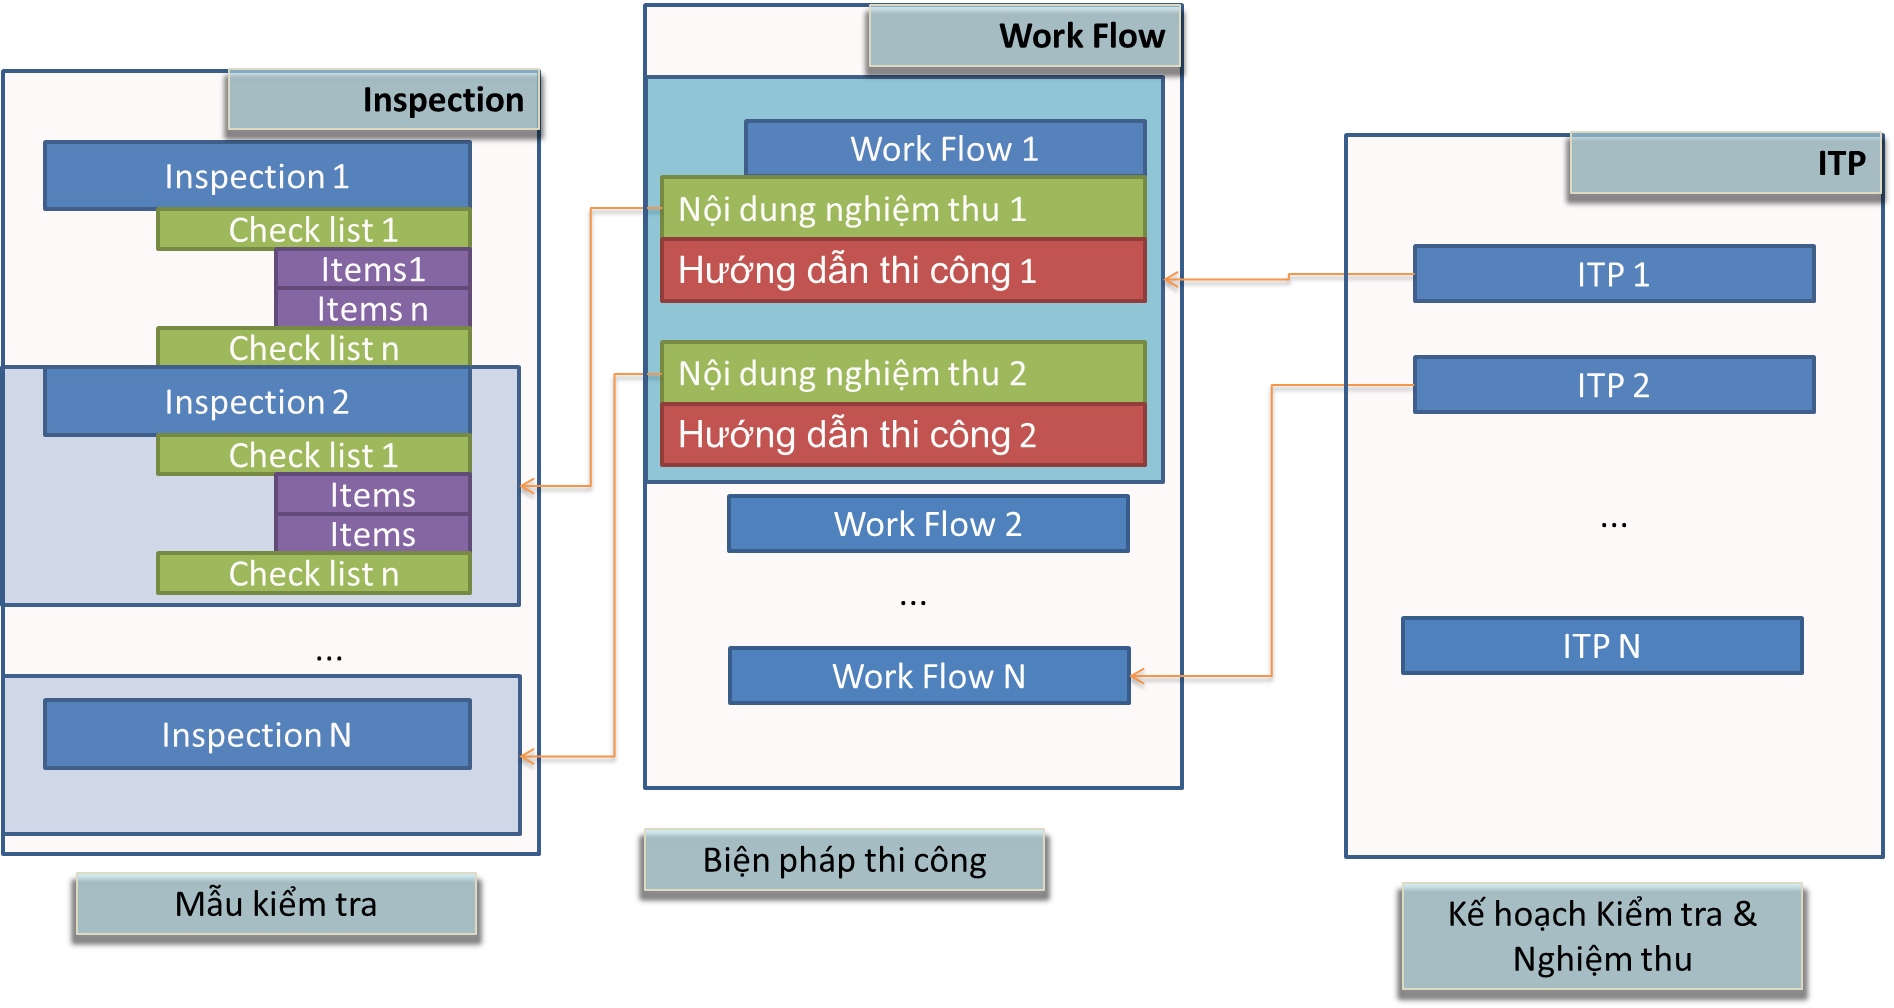 Inspection
Inspection 1
Check list 1
Items1
Items n
Check list n
Inspection 2
Check list 1
Items
Items
Check list n
...
Inspection N
Mẫu kiểm tra
Work Flow
Work Flow 1
Nội dung nghiệm thu 1
Hướng dẫn thi công 1
Nội dung nghiệm thu 2
Hướng dẫn thi công 2
Work Flow 2
...
Work Flow N
Biện pháp thi công
ITP
ITP 1
ITP 2
...
ITP N
Kế hoạch Kiểm tra &
Nghiệm thu